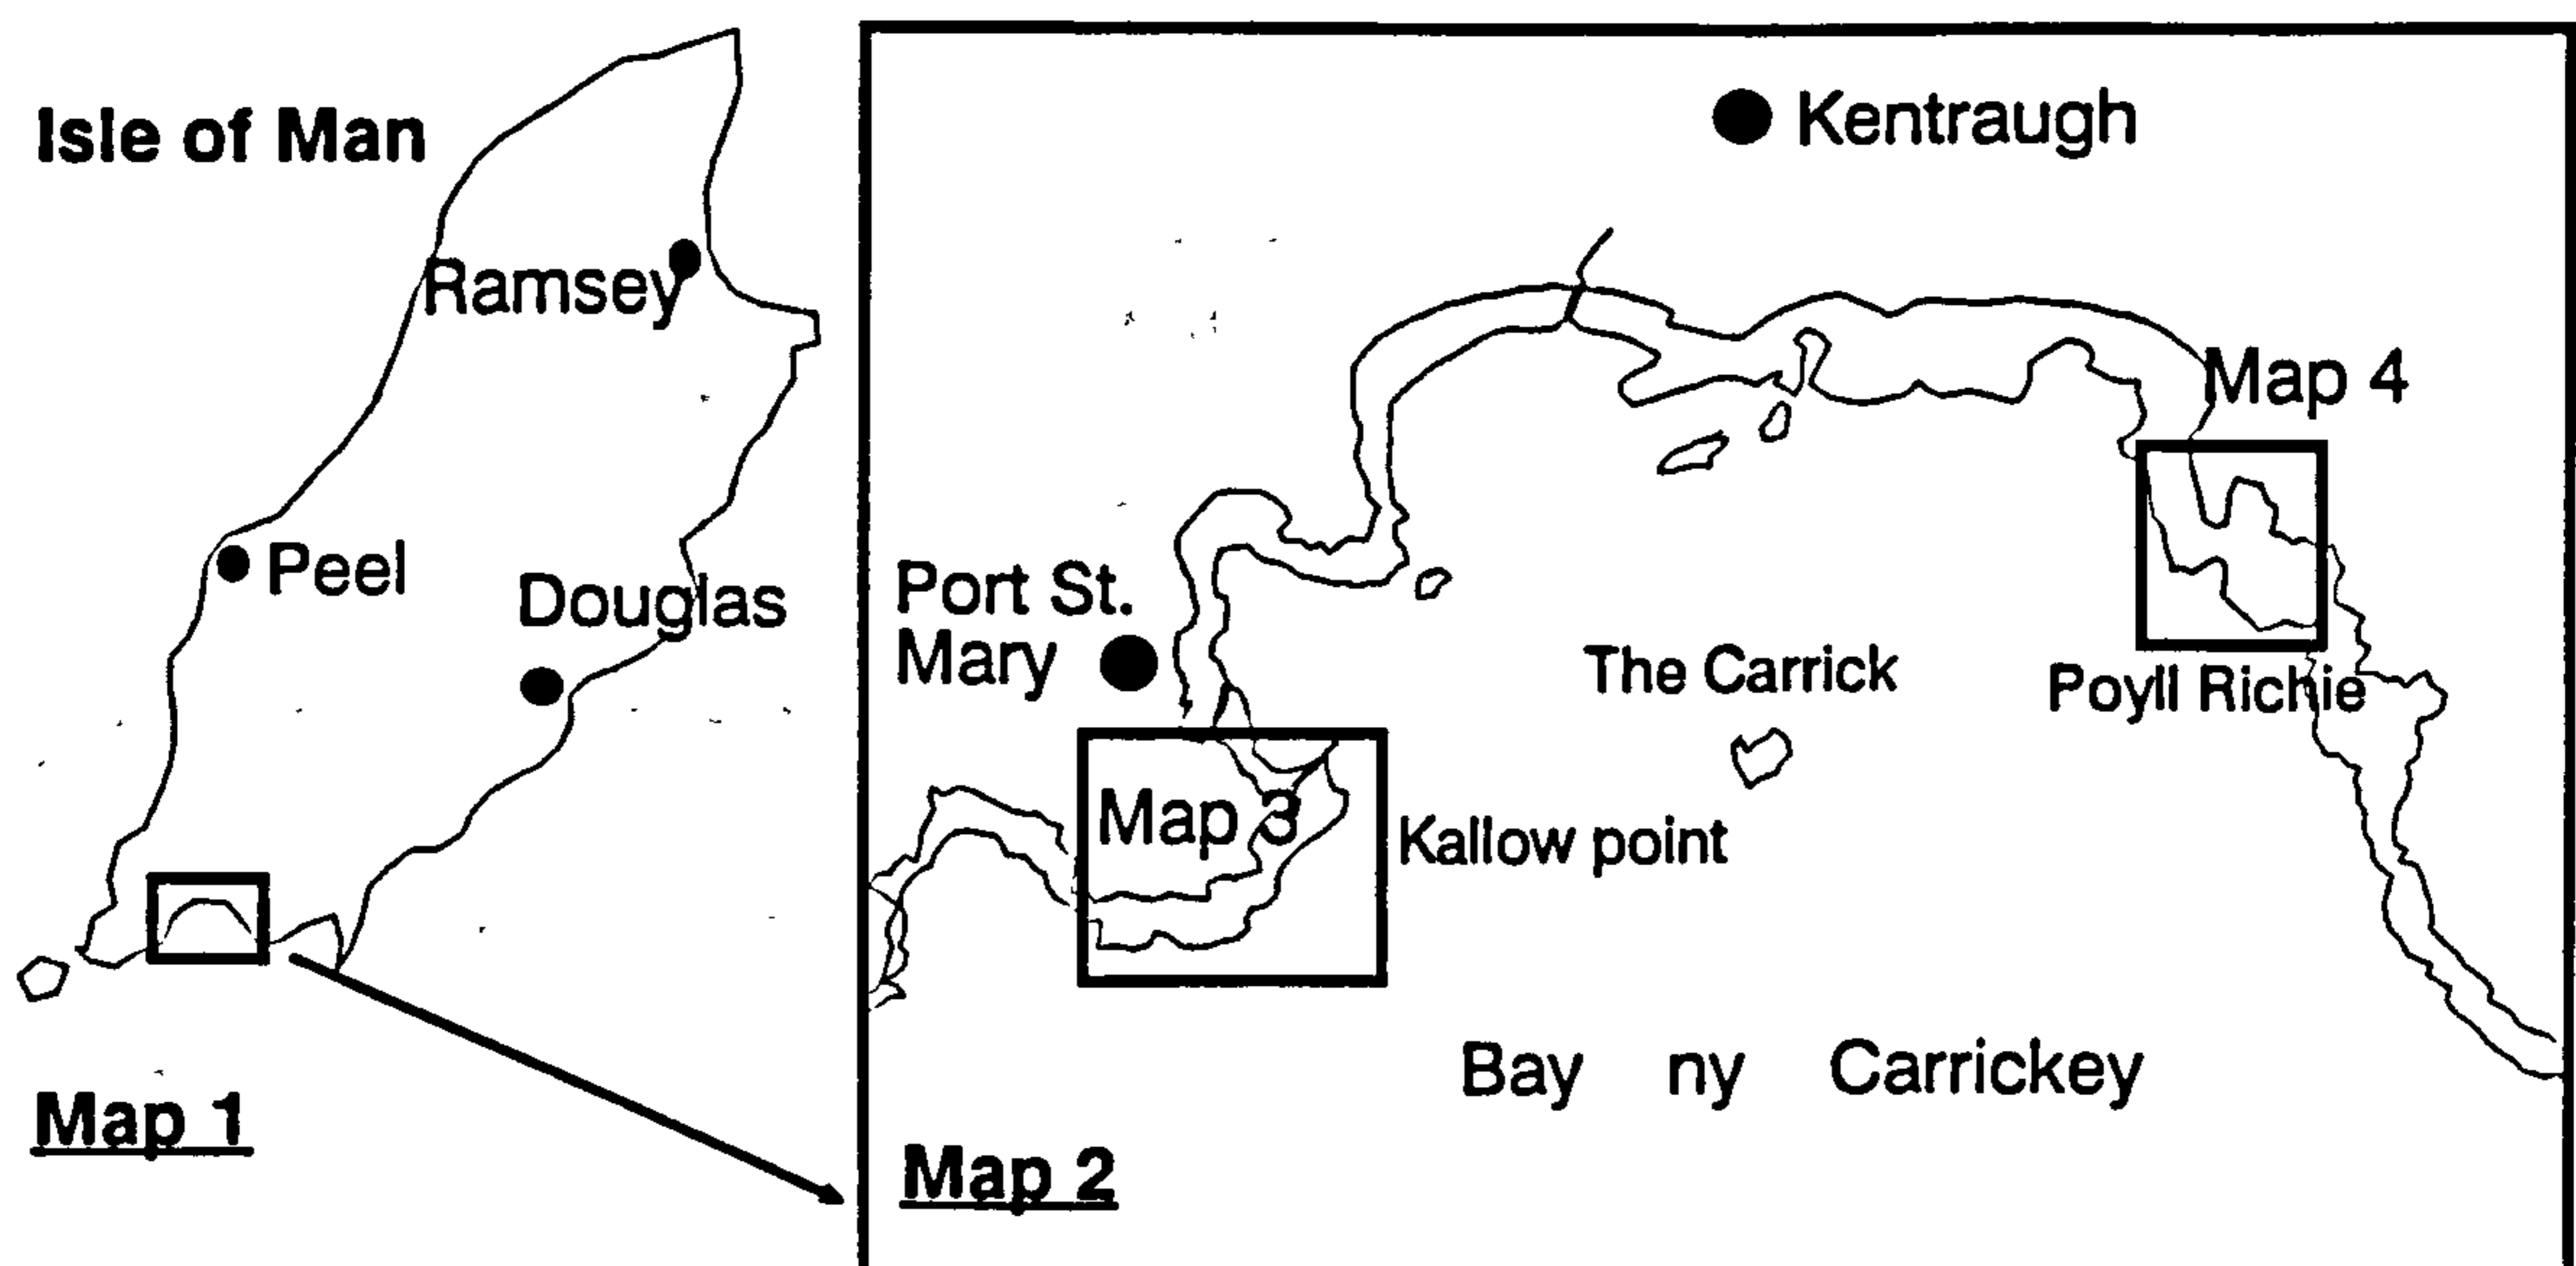 Isle of Man
Ramsey
Peel
Douglas
Map 1
Kentraugh
Map 4
Port St.
Mary
The Carrick
Poyll Richie
Map 3
Kallow point
Bay ny Carrickey
Map 2